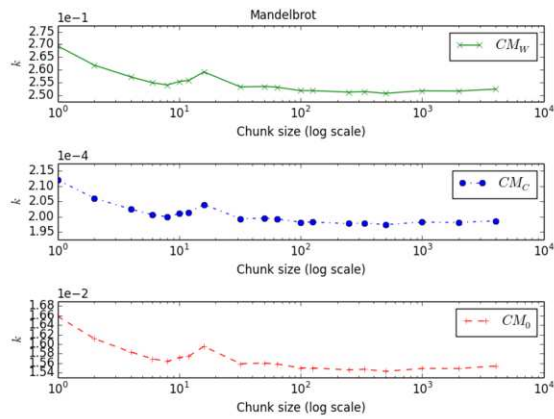 Mandelbrot
1e−1
2.75
2.70
2.65
2.60
2.55
2.50
k
CM_W
10^0 10^1 10^2 10^3 10^4
Chunk size (log scale)
1e−4
2.15
2.10
2.05
2.00
1.95
k
CM_C
10^0 10^1 10^2 10^3 10^4
Chunk size (log scale)
1e−2
1.68
1.66
1.64
1.62
1.60
1.58
1.56
1.54
k
CM_0
10^0 10^1 10^2 10^3 10^4
Chunk size (log scale)